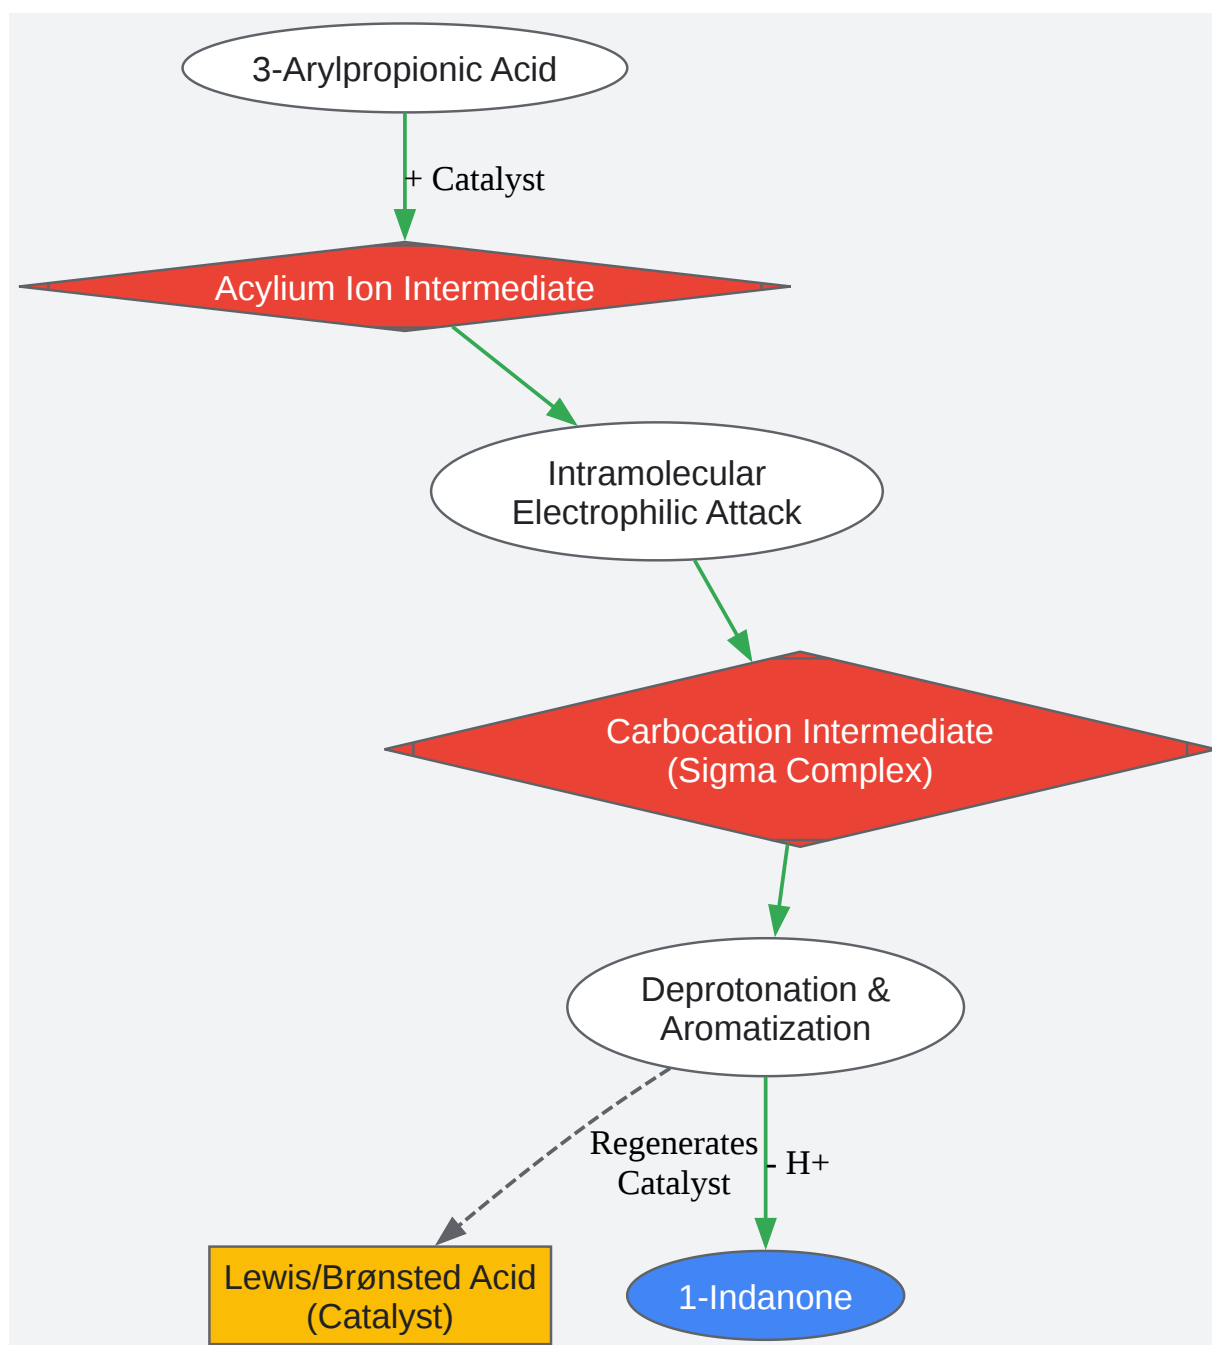 3-Arylpropionic Acid
+ Catalyst
Acylium Ion Intermediate
Intramolecular
Electrophilic Attack
Carbocation Intermediate
(Sigma Complex)
Deprotonation &
Aromatization
Regenerates
Catalyst
- H+
Lewis/Brønsted Acid
(Catalyst)
1-Indanone